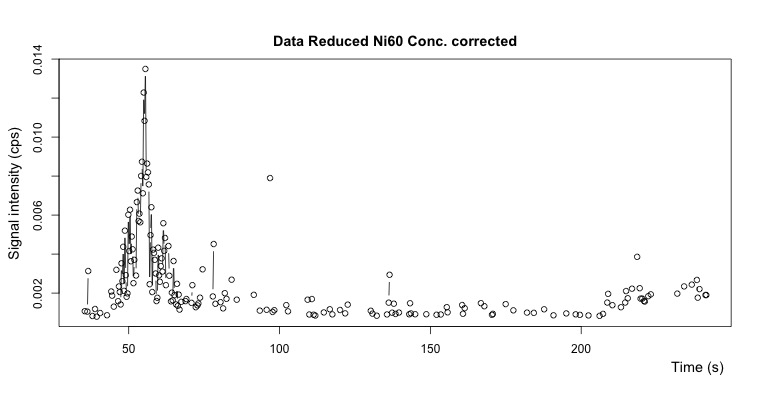 Data Reduced Ni60 Conc. corrected
Signal intensity (cps)
0.014
0.010
0.006
0.002
50 100 150 200
Time (s)